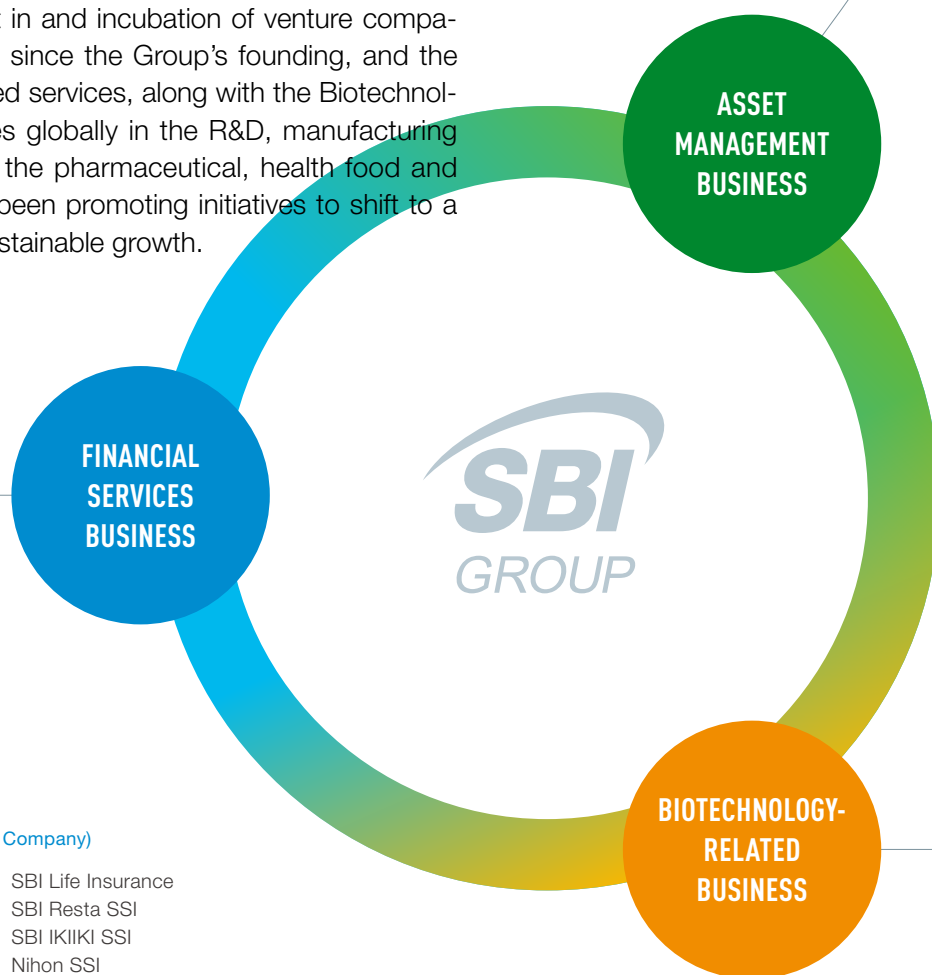 t in and incubation of venture compa-
since the Group’s founding, and the
ed services, along with the Biotechnol-
es globally in the R&D, manufacturing
the pharmaceutical, health food and
been promoting initiatives to shift to a
stainable growth.
ASSET
MANAGEMENT
BUSINESS
FINANCIAL
SERVICES
BUSINESS
SBI
GROUP
BIOTECHNOLOGY-
RELATED
BUSINESS
Company)
SBI Life Insurance
SBI Resta SSI
SBI IKIIKI SSI
Nihon SSI